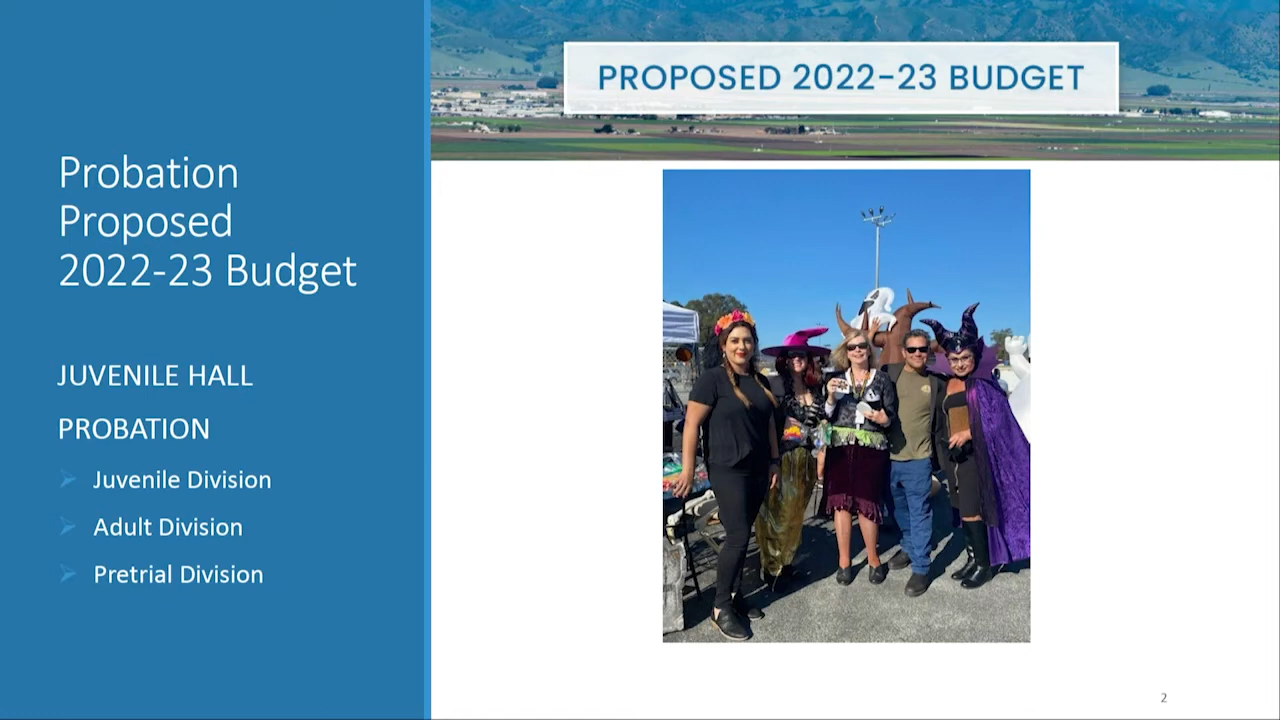 Probation
Proposed
2022-23 Budget
JUVENILE HALL
PROBATION
Juvenile Division
Adult Division
Pretrial Division
PROPOSED 2022-23 BUDGET
2